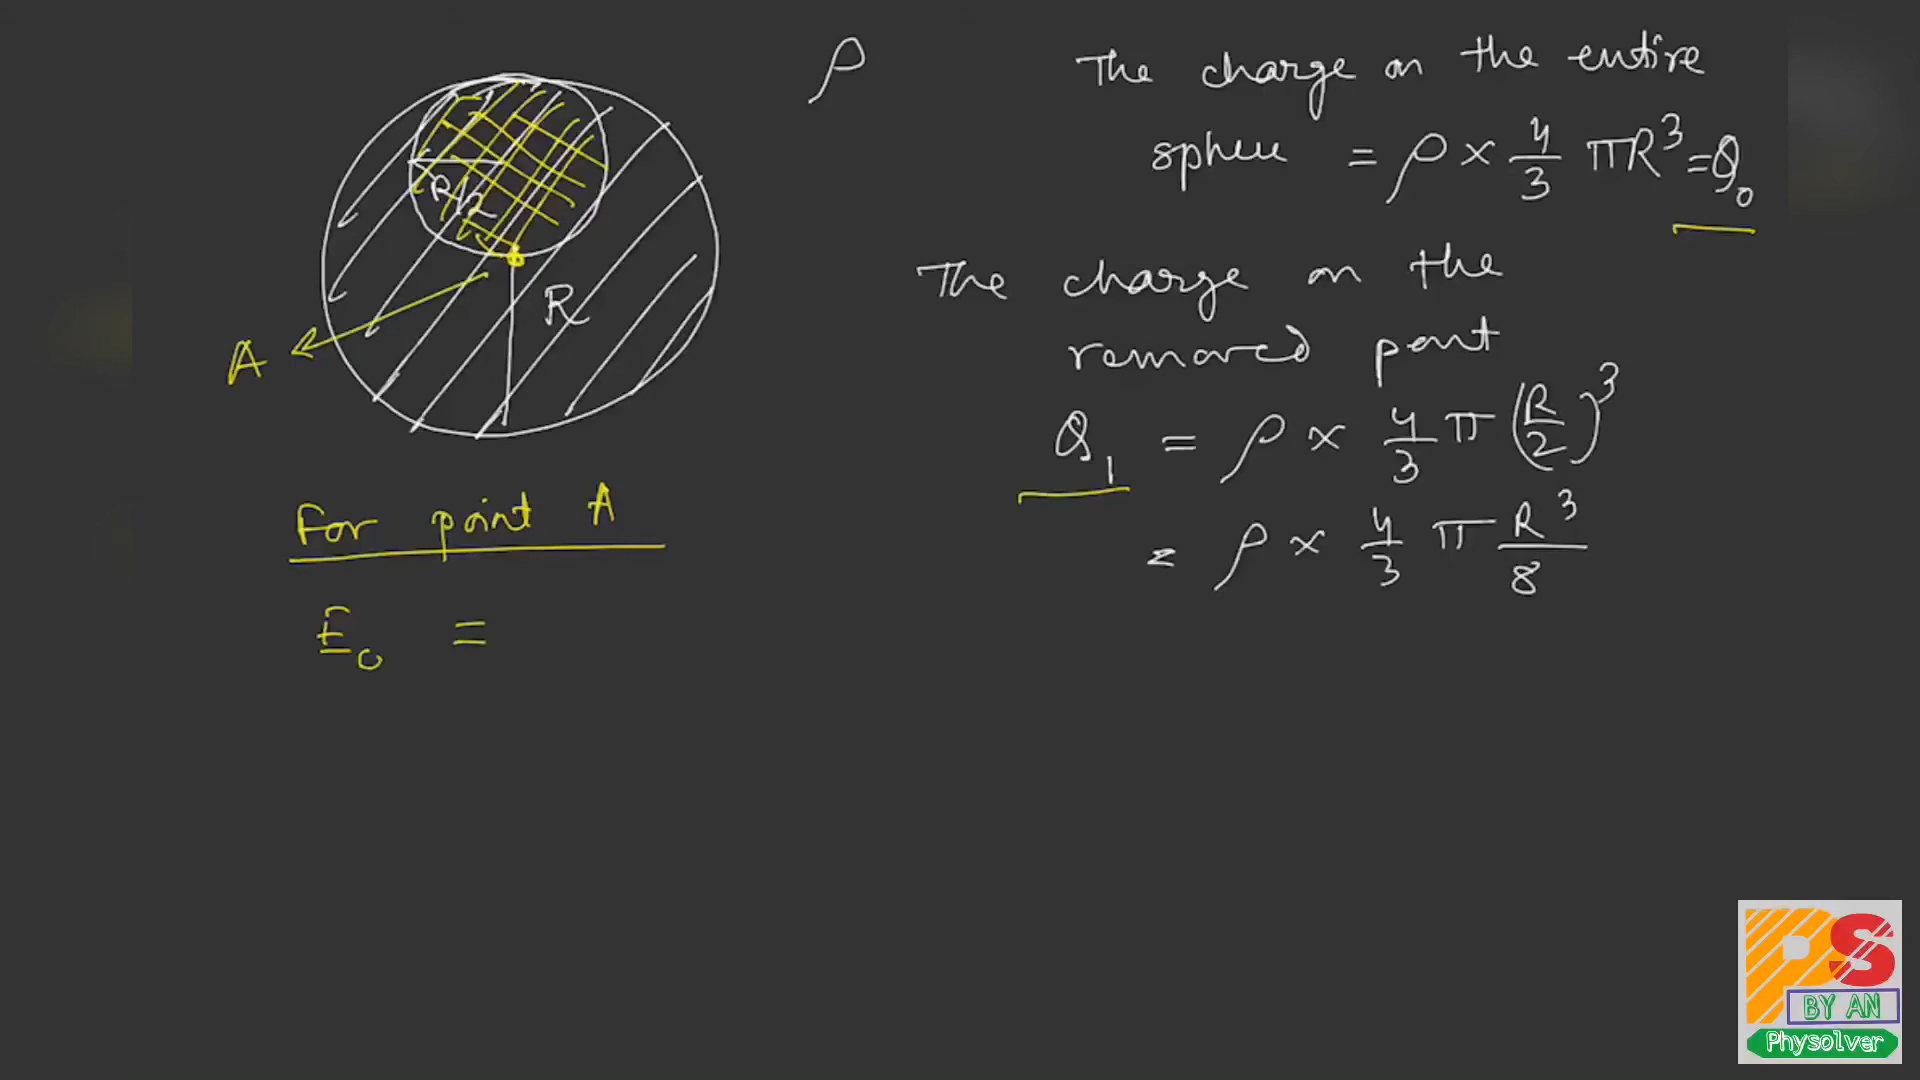 ρ
The charge on the entire
sphere = ρ × 4/3 πR³ = Q₀
R/2
R
A
The charge on the
removed part
Q₁ = ρ × 4/3 π (R/2)³
= ρ × 4/3 π R³/8
For point A
E₀ =
PS
BY AN
Physolver